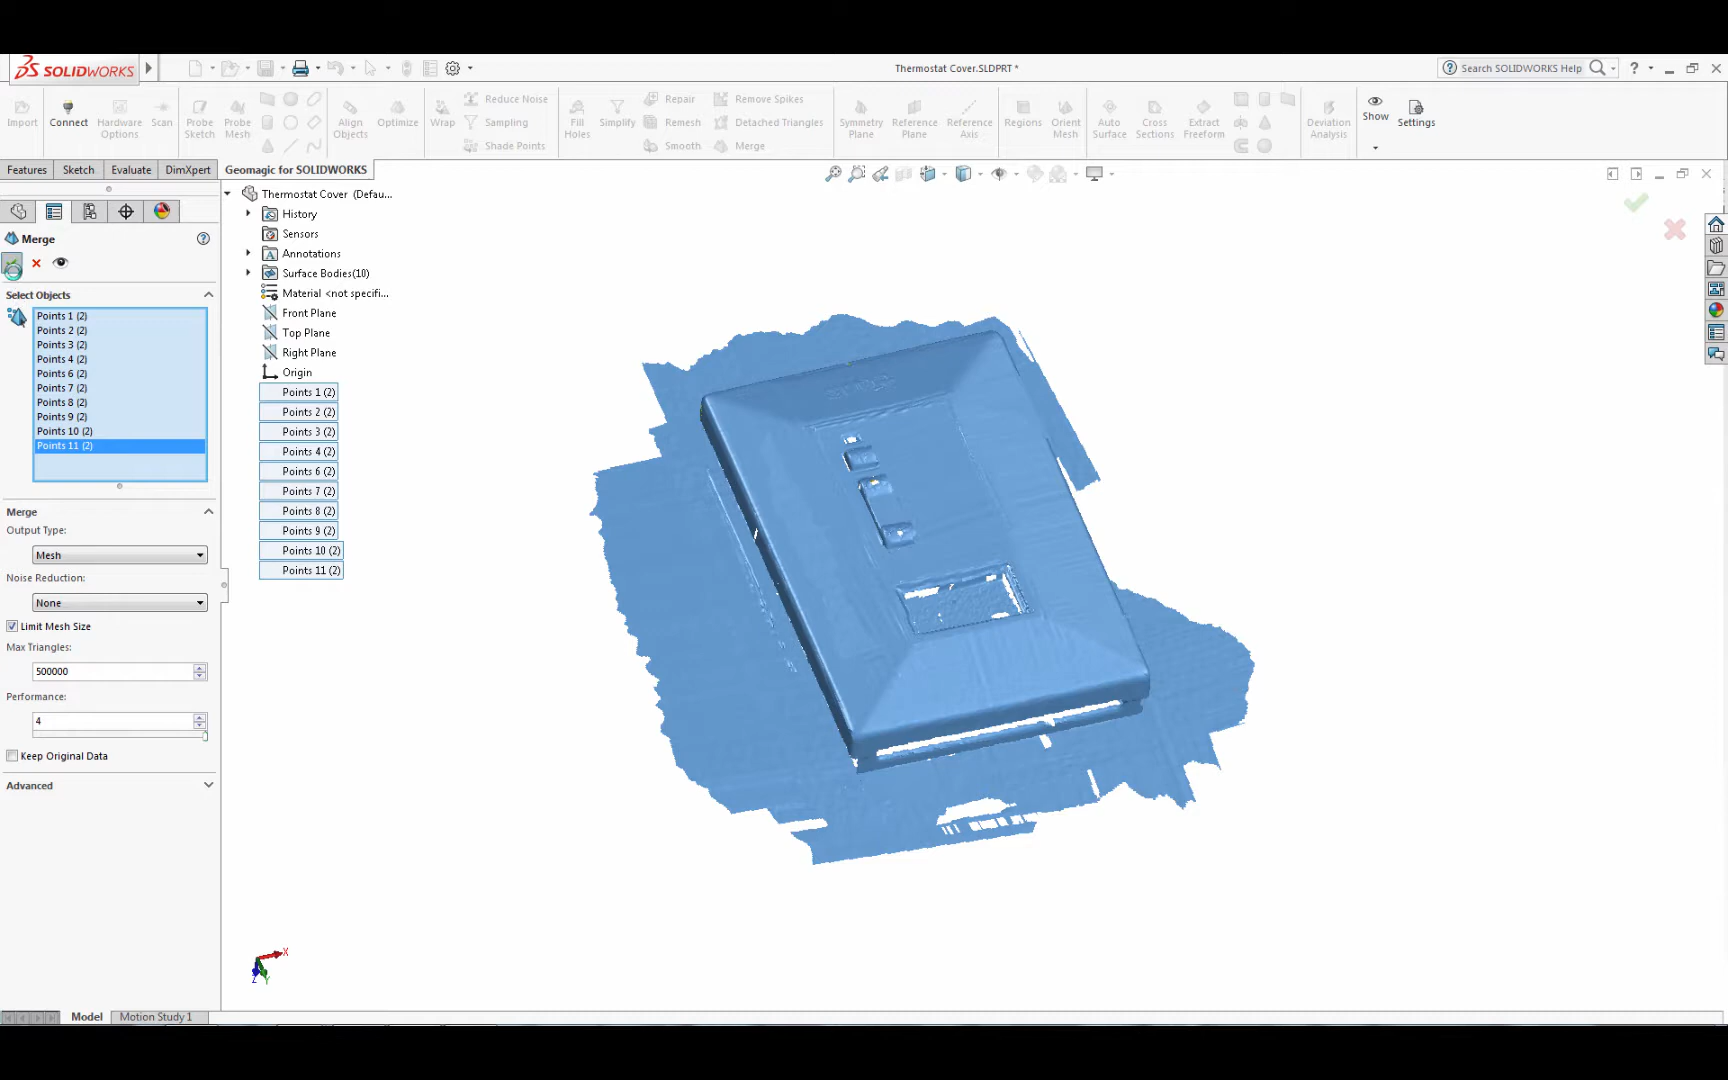 SOLIDWORKS
Thermostat Cover.SLDPRT *
Search SOLIDWORKS Help
Import
Connect
Hardware Options
Scan
Probe Sketch
Probe Mesh
Align Objects
Optimize
Wrap
Reduce Noise
Sampling
Shade Points
Fill Holes
Simplify
Repair
Remesh
Smooth
Remove Spikes
Detached Triangles
Merge
Symmetry Plane
Reference Plane
Reference Axis
Regions
Orient Mesh
Auto Surface
Cross Sections
Extract Freeform
Deviation Analysis
Show
Settings
Features
Sketch
Evaluate
DimXpert
Geomagic for SOLIDWORKS
Merge
Select Objects
Points 1 (2)
Points 2 (2)
Points 3 (2)
Points 4 (2)
Points 6 (2)
Points 7 (2)
Points 8 (2)
Points 9 (2)
Points 10 (2)
Points 11 (2)
Merge
Output Type:
Mesh
Noise Reduction:
None
Limit Mesh Size
Max Triangles:
500000
Performance:
4
Keep Original Data
Advanced
Thermostat Cover (Defau...
History
Sensors
Annotations
Surface Bodies(10)
Material <not specifi...
Front Plane
Top Plane
Right Plane
Origin
Points 1 (2)
Points 2 (2)
Points 3 (2)
Points 4 (2)
Points 6 (2)
Points 7 (2)
Points 8 (2)
Points 9 (2)
Points 10 (2)
Points 11 (2)
X
Y
Z
Model
Motion Study 1